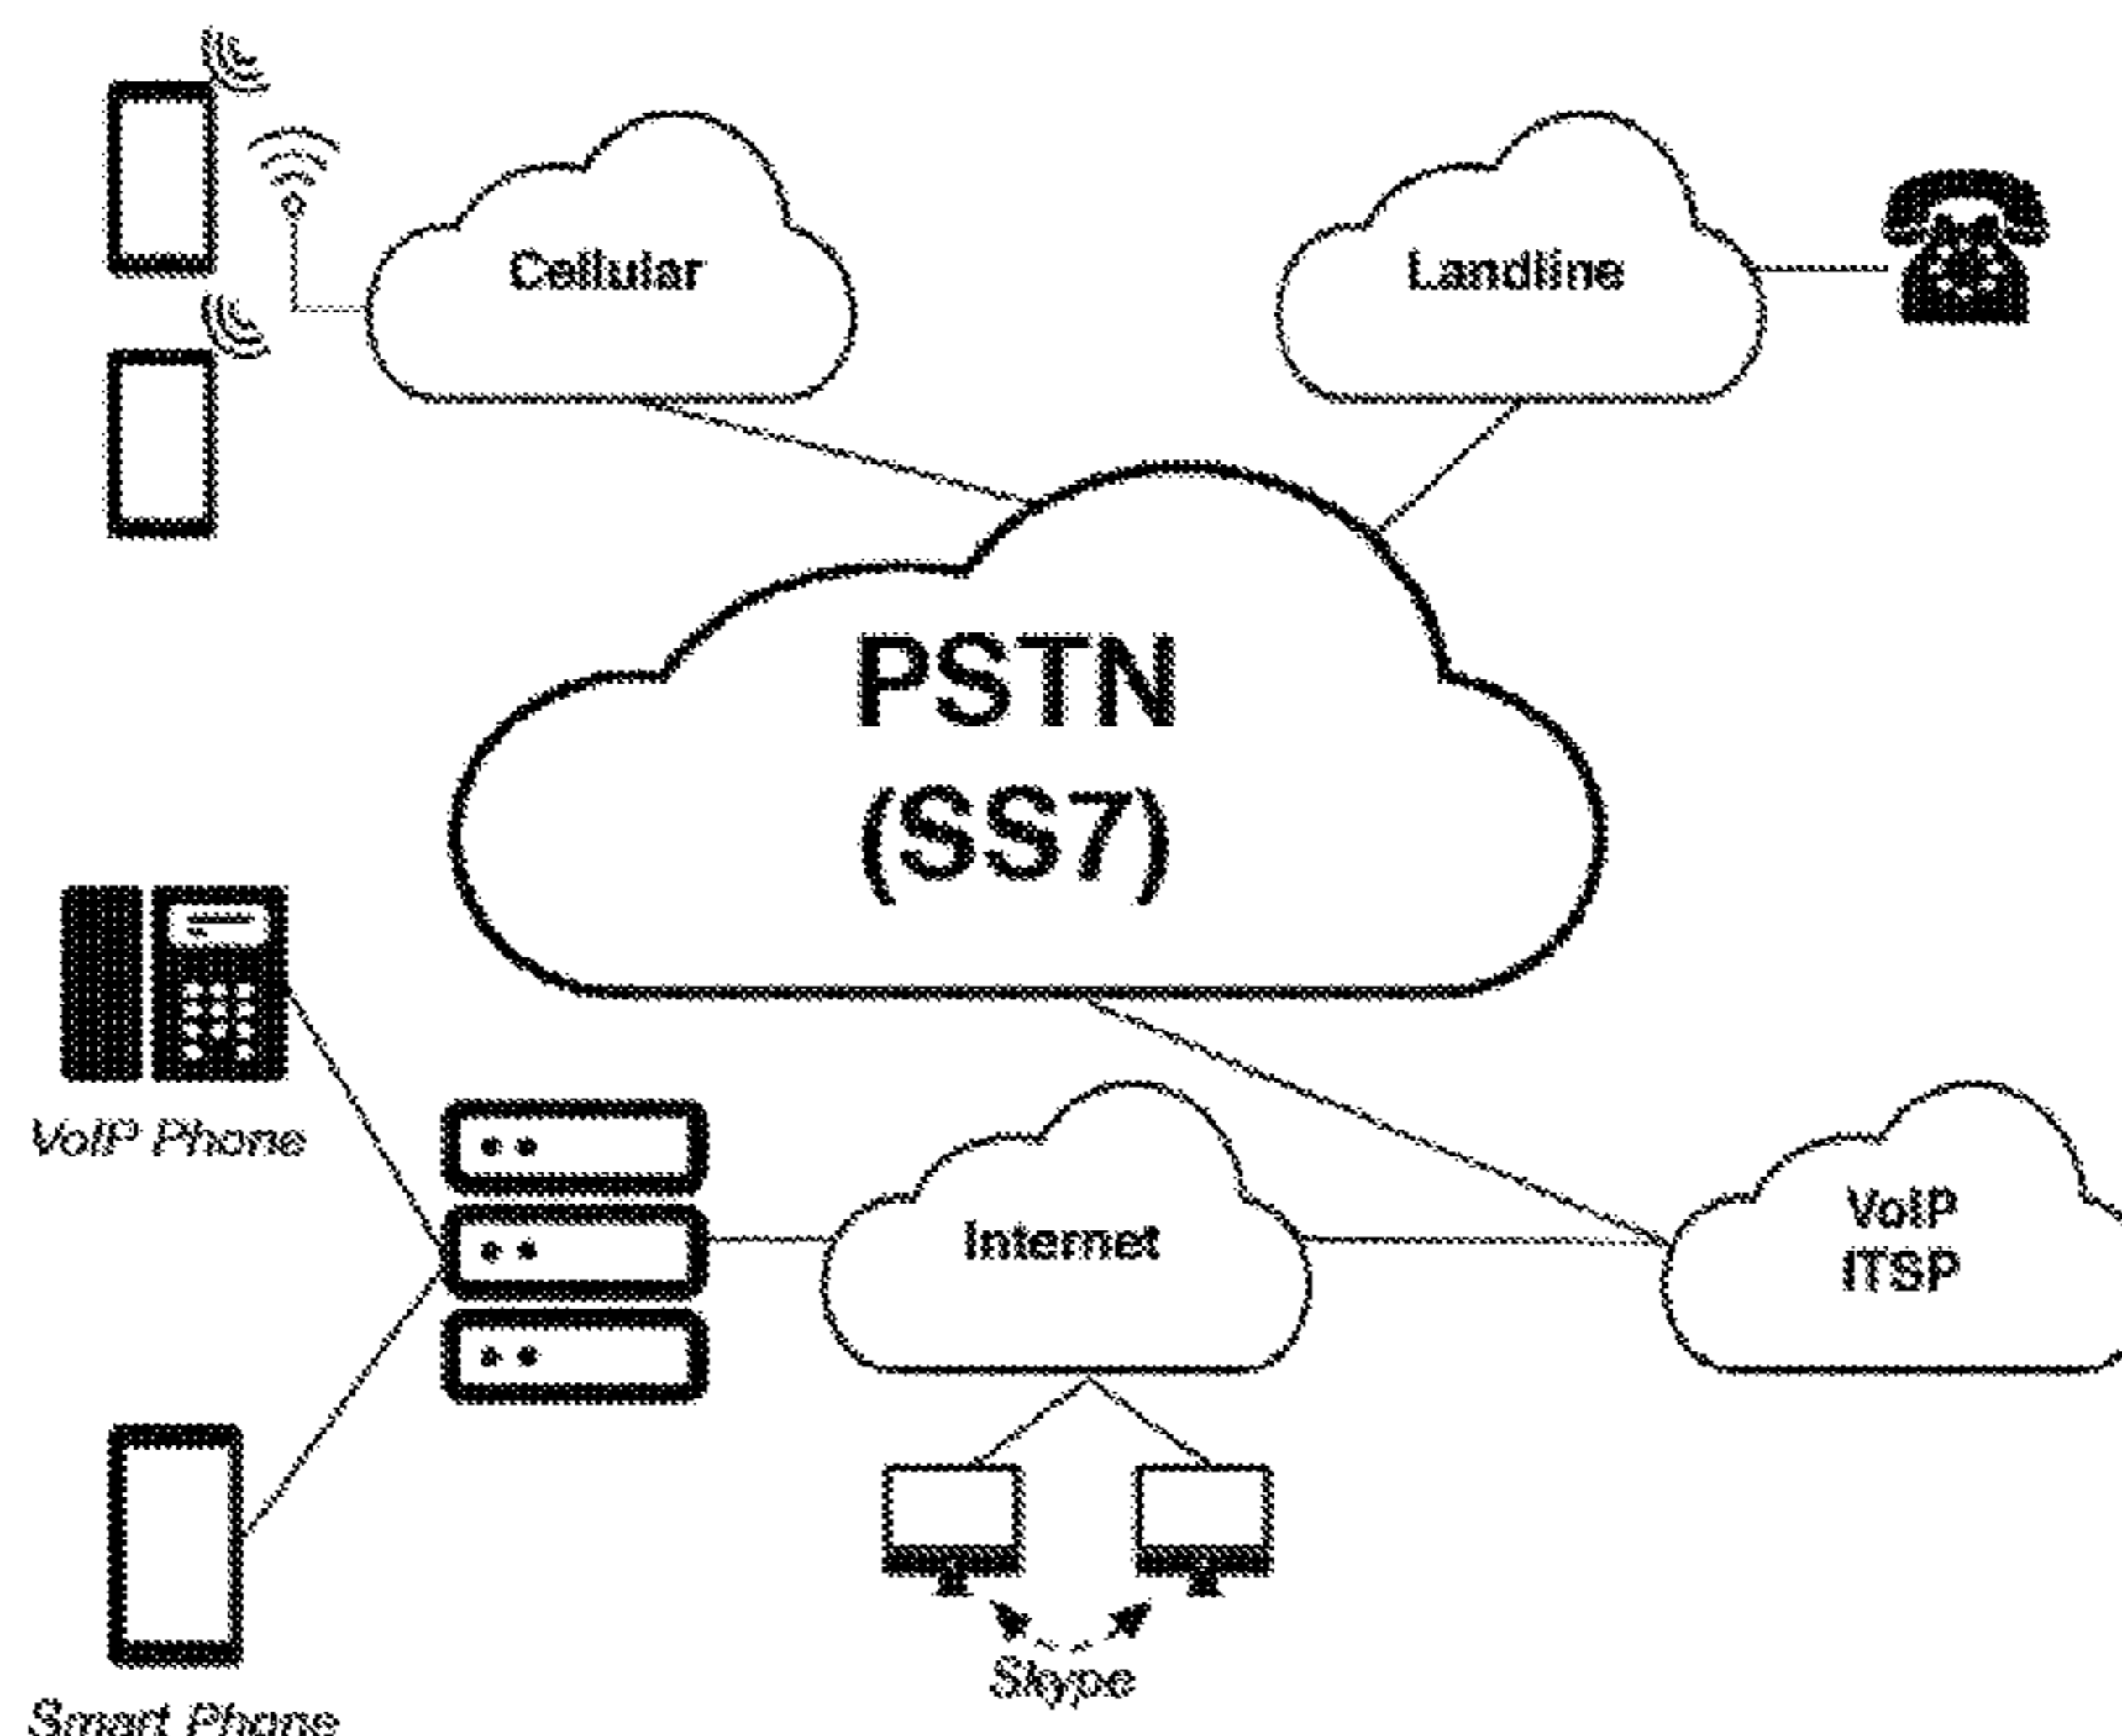 Cellular
Landline
PSTN
(SS7)
VoIP Phone
Internet
VoIP
ITSP
Skype
Smart Phone